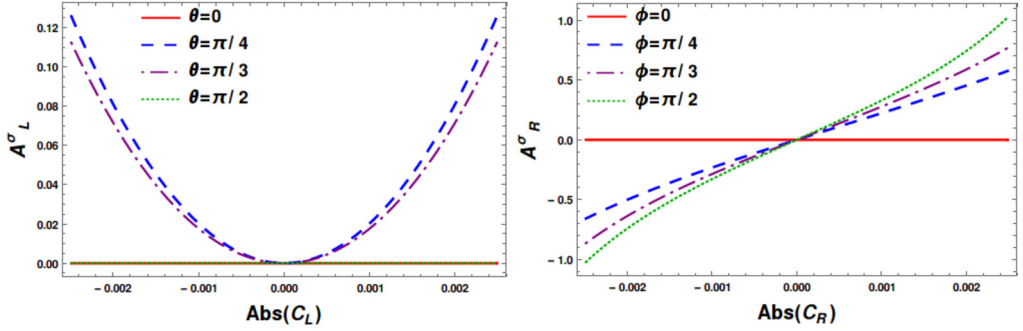 θ=0
θ=π/ 4
θ=π/ 3
θ=π/ 2
0.12
0.10
0.08
0.06
0.04
0.02
0.00
A^σ_L
− 0.002
− 0.001
0.000
0.001
0.002
Abs(C_L)
ϕ=0
ϕ=π/ 4
ϕ=π/ 3
ϕ=π/ 2
1.0
0.5
0.0
− 0.5
− 1.0
A^σ_R
− 0.002
− 0.001
0.000
0.001
0.002
Abs(C_R)